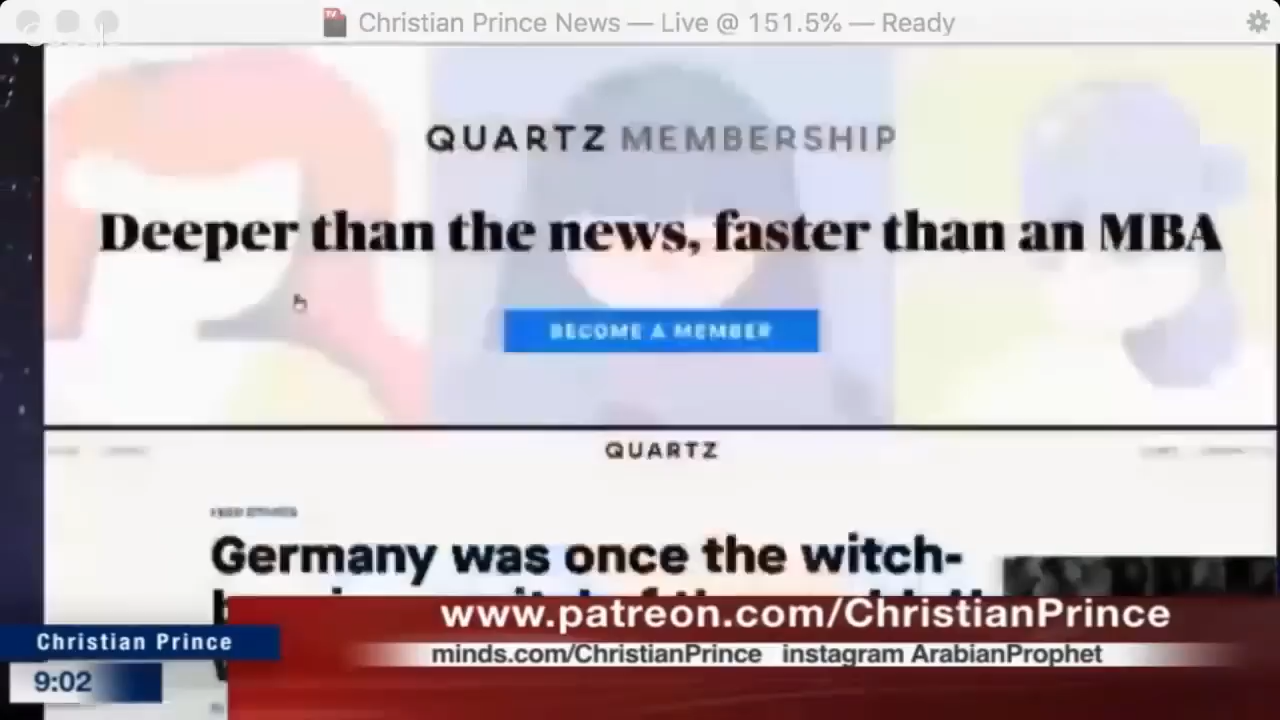 Christian Prince News — Live @ 151.5% — Ready
QUARTZ MEMBERSHIP
Deeper than the news, faster than an MBA
BECOME A MEMBER
QUARTZ
Germany was once the witch-
www.patreon.com/ChristianPrince
Christian Prince
minds.com/ChristianPrince instagram ArabianProphet
9:02